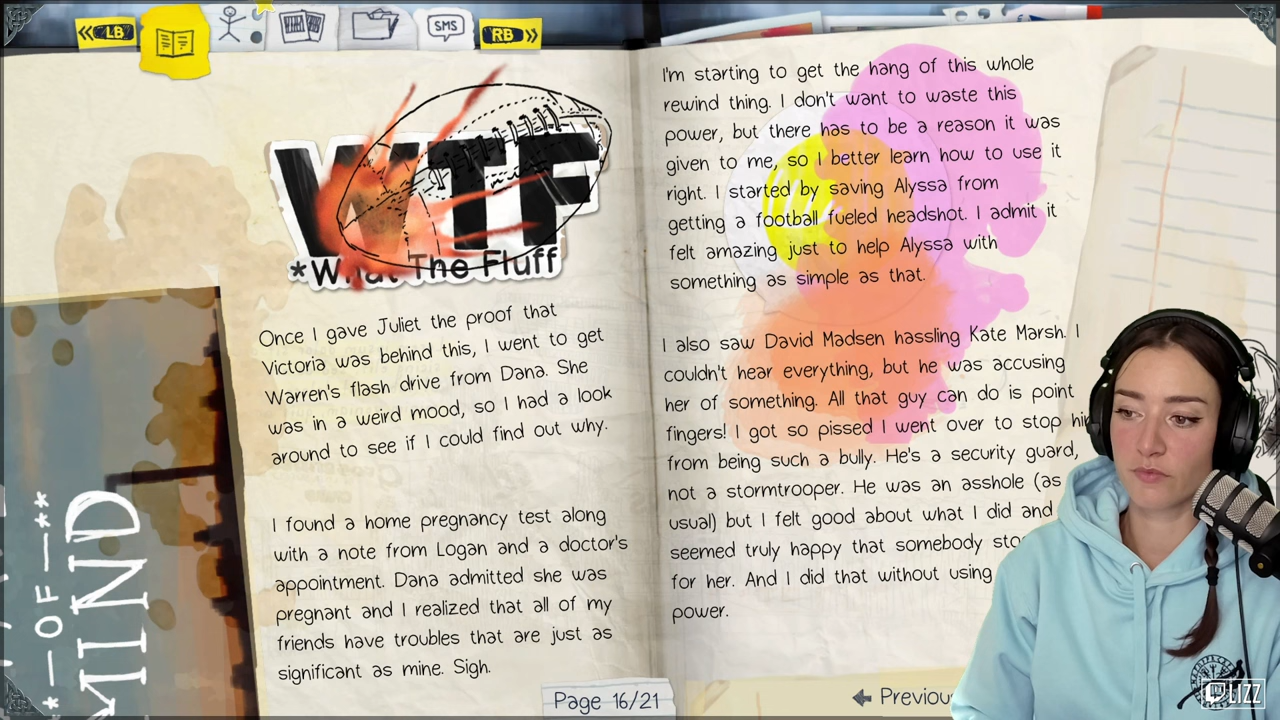 LB
SMS
RB
WTF
*What The Fluff
Once I gave Juliet the proof that
Victoria was behind this, I went to get
Warren's flash drive from Dana. She
was in a weird mood, so I had a look
around to see if I could find out why.
I found a home pregnancy test along
with a note from Logan and a doctor's
appointment. Dana admitted she was
pregnant and I realized that all of my
friends have troubles that are just as
significant as mine. Sigh.
OF
MIND
Page 16/21
I'm starting to get the hang of this whole
rewind thing. I don't want to waste this
power, but there has to be a reason it was
given to me, so I better learn how to use it
right. I started by saving Alyssa from
getting a football fueled headshot. I admit it
felt amazing just to help Alyssa with
something as simple as that.
I also saw David Madsen hassling Kate Marsh. I
couldn't hear everything, but he was accusing
her of something. All that guy can do is point
fingers! I got so pissed I went over to stop
from being such a bully. He's a security guard,
not a stormtrooper. He was an asshole (as
usual) but I felt good about what I did and
seemed truly happy that somebody
for her. And I did that without using
power.
LIZZ